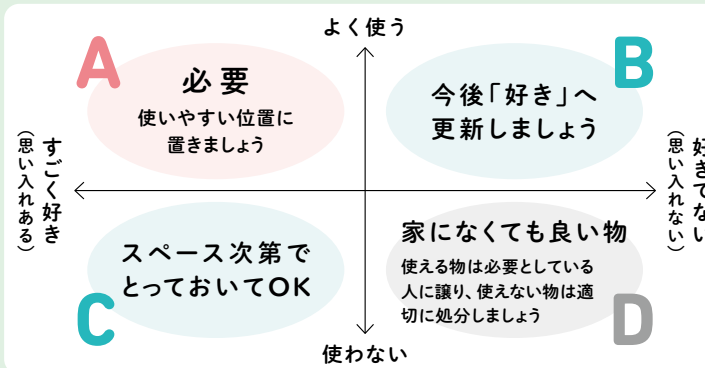 よく使う
A
必要
使いやすい位置に
置きましょう
B
今後「好き」へ
更新しましょう
すごく好き
（思い入れある）
好きでない
（思い入れない）
C
スペース次第で
とっておいてOK
家になくても良い物
使える物は必要としている
人に譲り、使えない物は適
切に処分しましょう
D
使わない